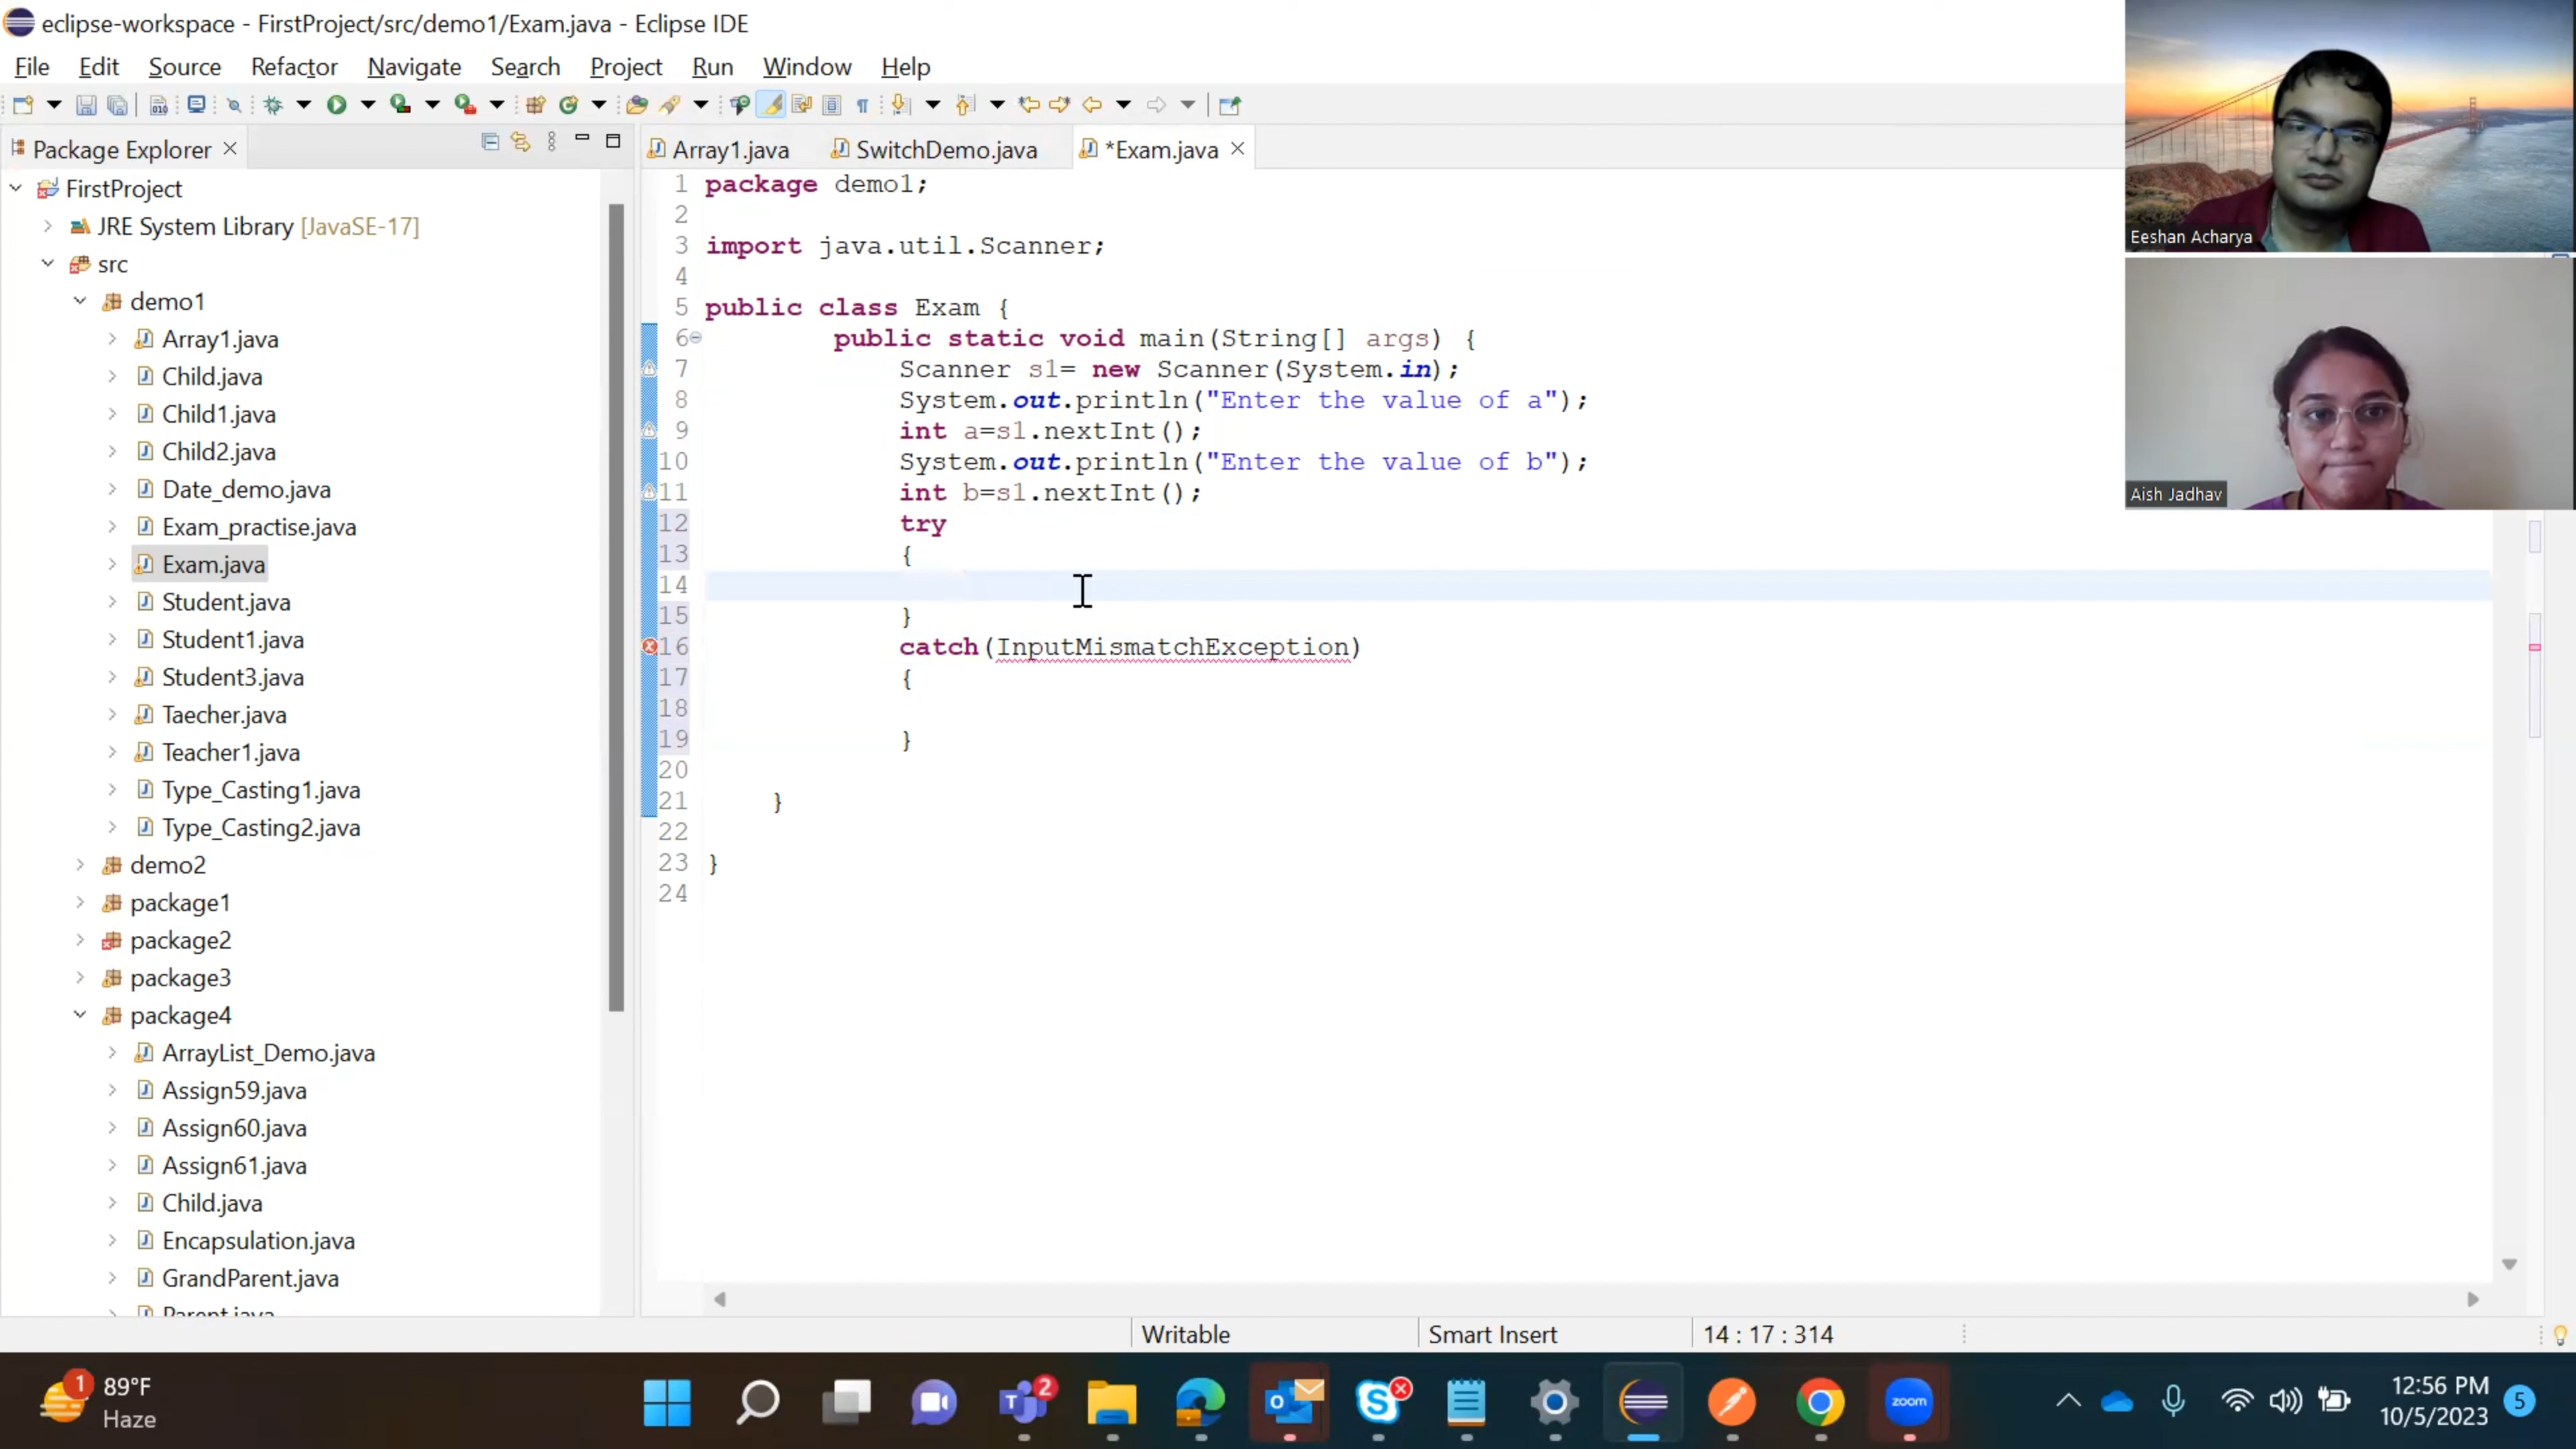 eclipse-workspace - FirstProject/src/demo1/Exam.java - Eclipse IDE
File Edit Source Refactor Navigate Search Project Run Window Help
Package Explorer
FirstProject
JRE System Library [JavaSE-17]
src
demo1
Array1.java
Child.java
Child1.java
Child2.java
Date_demo.java
Exam_practise.java
Exam.java
Student.java
Student1.java
Student3.java
Taecher.java
Teacher1.java
Type_Casting1.java
Type_Casting2.java
demo2
package1
package2
package3
package4
ArrayList_Demo.java
Assign59.java
Assign60.java
Assign61.java
Child.java
Encapsulation.java
GrandParent.java
Parent.java
Array1.java SwitchDemo.java *Exam.java
1 package demo1;
2
3 import java.util.Scanner;
4
5 public class Exam {
6 public static void main(String[] args) {
7 Scanner s1= new Scanner(System.in);
8 System.out.println("Enter the value of a");
9 int a=s1.nextInt();
10 System.out.println("Enter the value of b");
11 int b=s1.nextInt();
12 try
13 {
14
15 }
16 catch(InputMismatchException)
17 {
18
19 }
20
21 }
22
23 }
24
Eeshan Acharya
Aish Jadhav
Writable Smart Insert 14 : 17 : 314
1
89°F
Haze
2
zoom
12:56 PM
10/5/2023
5